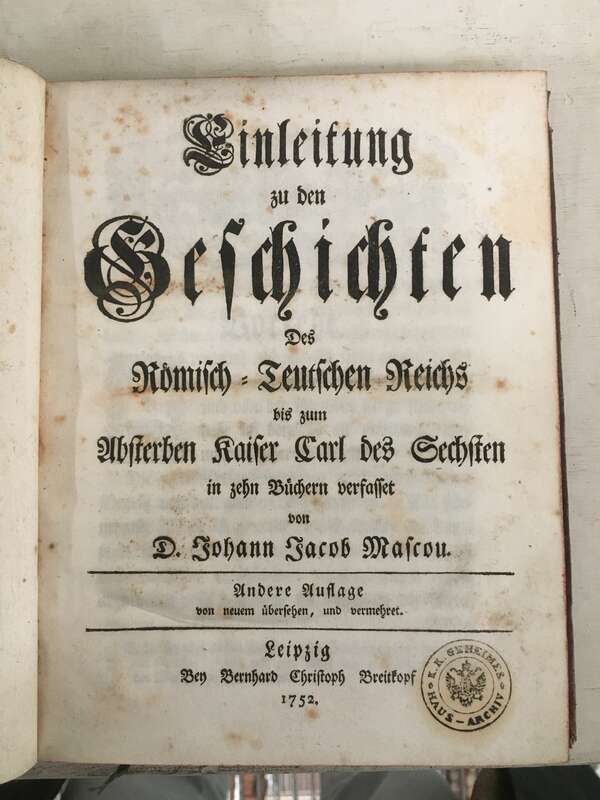 Einleitung
zu den
Geschichten
Des
Römisch-Teutschen Reichs
bis zum
Absterben Kaiser Carl des Sechsten
in zehn Büchern verfasset
von
D. Johann Jacob Mascou.
Andere Auflage
von neuem übersehen, und vermehret.
Leipzig
Bey Bernhard Christoph Breitkopf
1752.
K. K. GEHEIMES
HAUS-ARCHIV